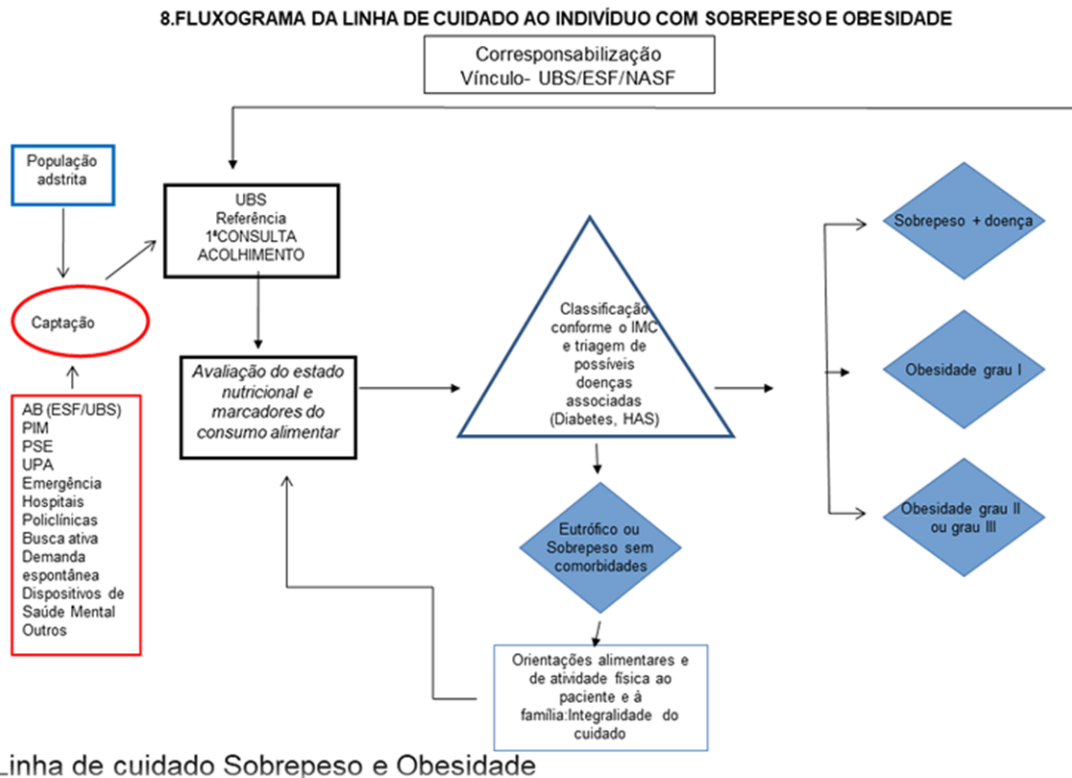 8.FLUXOGRAMA DA LINHA DE CUIDADO AO INDIVÍDUO COM SOBREPESO E OBESIDADE
Corresponsabilização
Vínculo- UBS/ESF/NASF
População
adstrita
UBS
Referência
1ªCONSULTA
ACOLHIMENTO
Captação
AB (ESF/UBS)
PIM
PSE
UPA
Emergência
Hospitais
Policlínicas
Busca ativa
Demanda
espontânea
Dispositivos de
Saúde Mental
Outros
Avaliação do estado
nutricional e
marcadores do
consumo alimentar
Classificação
conforme o IMC
e triagem de
possíveis
doenças
associadas
(Diabetes, HAS)
Sobrepeso + doença
Obesidade grau I
Obesidade grau II
ou grau III
Eutrófico ou
Sobrepeso sem
comorbidades
Orientações alimentares e
de atividade física ao
paciente e à
família:Integralidade do
cuidado
Linha de cuidado Sobrepeso e Obesidade